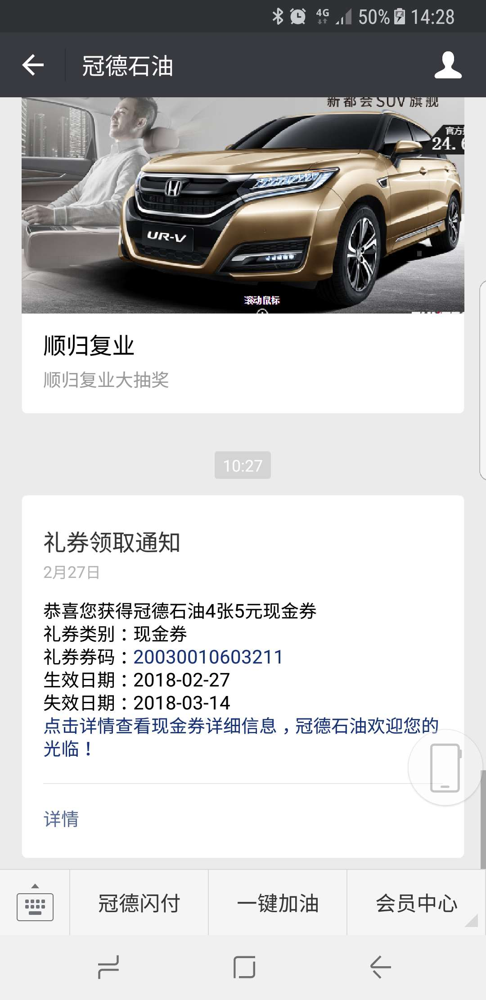 4G 50% 14:28
冠德石油
新都会SUV旗舰
官方
24.
UR-V
滚动鼠标
顺归复业
顺归复业大抽奖
10:27
礼券领取通知
2月27日
恭喜您获得冠德石油4张5元现金券
礼券类别：现金券
礼券券码：20030010603211
生效日期：2018-02-27
失效日期：2018-03-14
点击详情查看现金券详细信息，冠德石油欢迎您的
光临！
详情
冠德闪付 一键加油 会员中心